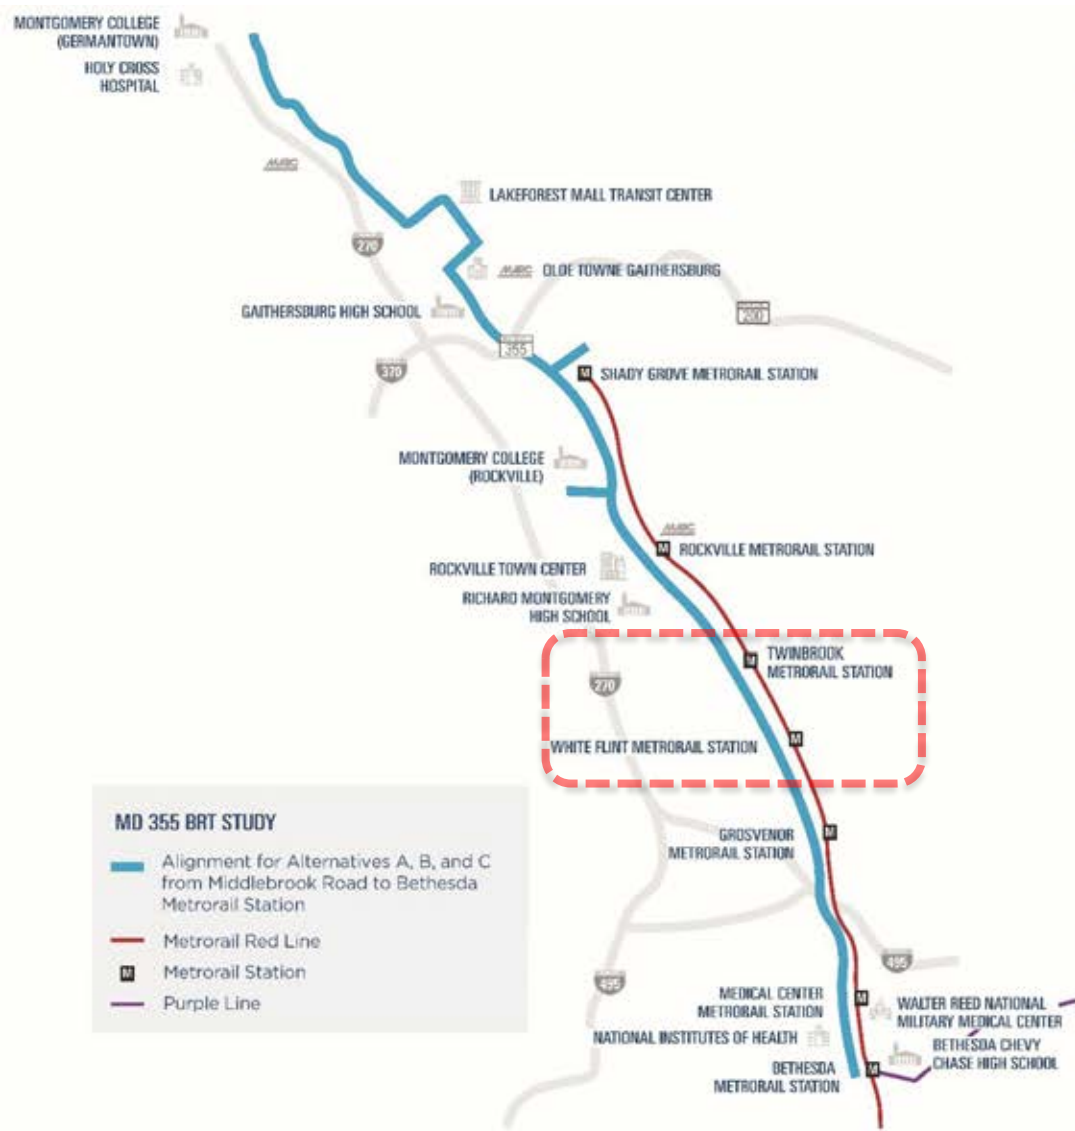 MONTGOMERY COLLEGE
(GERMANTOWN)
HOLY CROSS
HOSPITAL
MARC
LAKEFOREST MALL TRANSIT CENTER
270
MARC
OLDE TOWNE GAITHERSBURG
GAITHERSBURG HIGH SCHOOL
200
355
370
M
SHADY GROVE METRORAIL STATION
MONTGOMERY COLLEGE
(ROCKVILLE)
MARC
M
ROCKVILLE METRORAIL STATION
ROCKVILLE TOWN CENTER
RICHARD MONTGOMERY
HIGH SCHOOL
M
TWINBROOK
METRORAIL STATION
270
M
WHITE FLINT METRORAIL STATION
M
GROSVENOR
METRORAIL STATION
MD 355 BRT STUDY
Alignment for Alternatives A, B, and C
from Middlebrook Road to Bethesda
Metrorail Station
Metrorail Red Line
M
Metrorail Station
Purple Line
495
495
MEDICAL CENTER
METRORAIL STATION
M
WALTER REED NATIONAL
MILITARY MEDICAL CENTER
NATIONAL INSTITUTES OF HEALTH
BETHESDA CHEVY
CHASE HIGH SCHOOL
BETHESDA
METRORAIL STATION
M